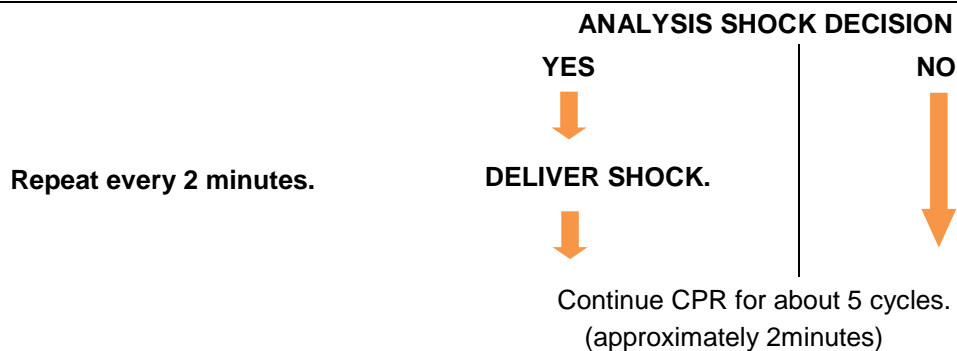 ANALYSIS SHOCK DECISION
YES NO
Repeat every 2 minutes. DELIVER SHOCK.
Continue CPR for about 5 cycles.
(approximately 2minutes)